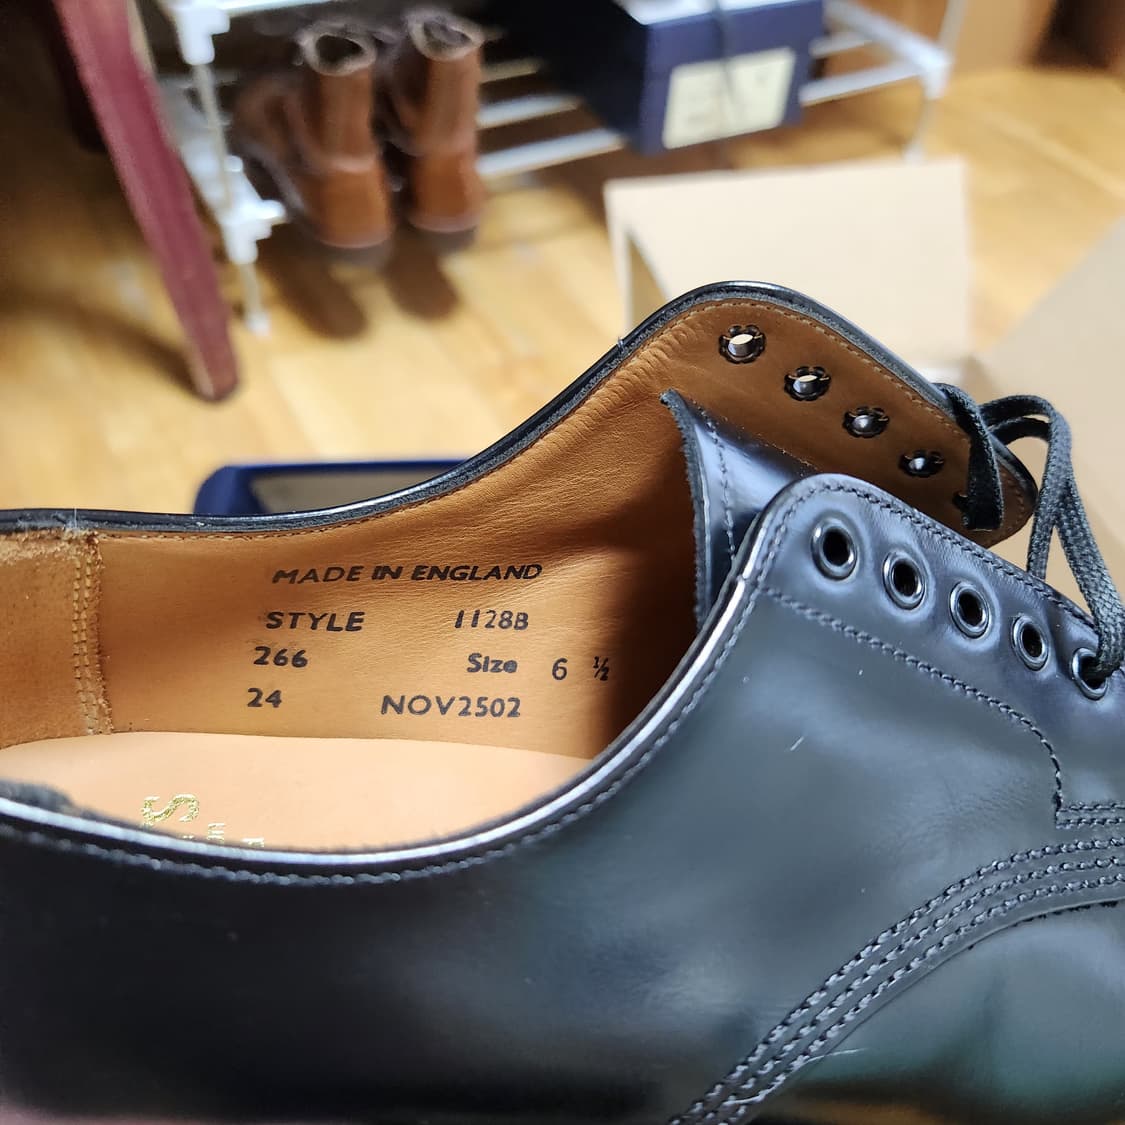 MADE IN ENGLAND
STYLE 1128B
266 Size 6 ½
24 NOV2502
S